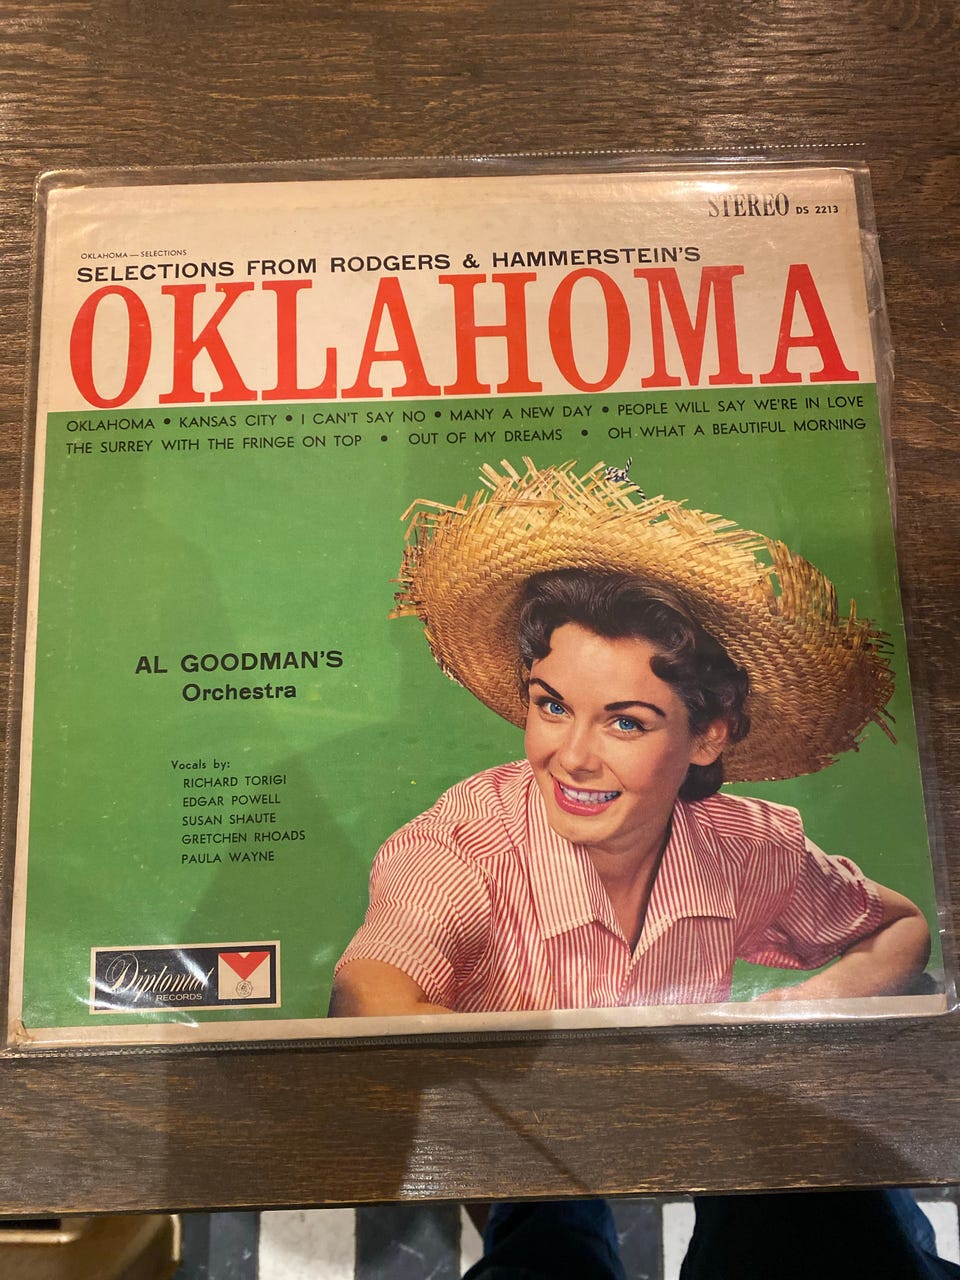 STEREO DS 2213
OKLAHOMA — SELECTIONS
SELECTIONS FROM RODGERS & HAMMERSTEIN'S
OKLAHOMA
OKLAHOMA • KANSAS CITY • I CAN'T SAY NO • MANY A NEW DAY • PEOPLE WILL SAY WE'RE IN LOVE
THE SURREY WITH THE FRINGE ON TOP • OUT OF MY DREAMS • OH WHAT A BEAUTIFUL MORNING
AL GOODMAN'S
Orchestra
Vocals by:
RICHARD TORIGI
EDGAR POWELL
SUSAN SHAUTE
GRETCHEN RHOADS
PAULA WAYNE
Diplomat
RECORDS